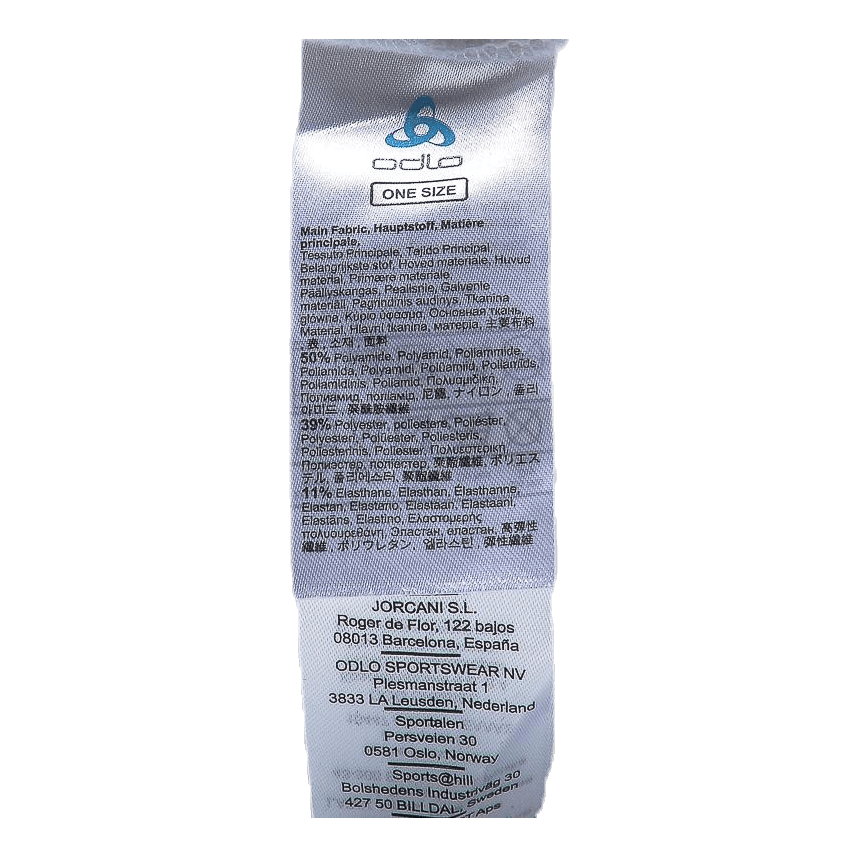 odlo
ONE SIZE
Main Fabric, Hauptstoff, Matière
principale,
Tessuto Principale, Tejido Principal,
Belangrijkste stof, Hoved materiale, Huvud
material, Primære materiale,
Päällyskangas, Pealisriie, Galvenie
materiali, Pagrindinis audinys, Tkanina
główna, Κύριο ύφασμα, Основная ткань,
Material, Hlavní tkanina, матерiа, 主要布料
, 表 , 소재 , 面料
50% Polyamide, Polyamid, Poliammide,
Poliamida, Polyamidi, Polüamiid, Poliamids,
Poliamidinis, Poliamid, Πολυαμιδική,
Полиамид, поліамід, 尼龍, ナイロン , 폴리
아미드 , 聚酰胺纖維
39% Polyester, poliestere, Poliéster,
Polyesteri, Polüester, Poliesteris,
Poliesterinis, Poliester, Πολυεστερική,
Полиэстер, поліестер, 聚酯纖維, ポリエス
テル, 폴리에스터, 聚酯纖維
11% Elasthane, Elasthan, Élasthanne,
Elastan, Elastano, Elastaan, Elastaani,
Elastāns, Elastino, Ελαστομερής
πολυουρεθάνη, Эластан, еластан, 高彈性
纖維 , ポリウレタン , 엘라스틴 , 彈性纖維
JORCANI S.L.
Roger de Flor, 122 bajos
08013 Barcelona, España
ODLO SPORTSWEAR NV
Plesmanstraat 1
3833 LA Leusden, Nederland
Sportalen
Persveien 30
0581 Oslo, Norway
Sports@hill
Bolshedens Industriväg 30
427 50 BILLDAL, Sweden
Aps